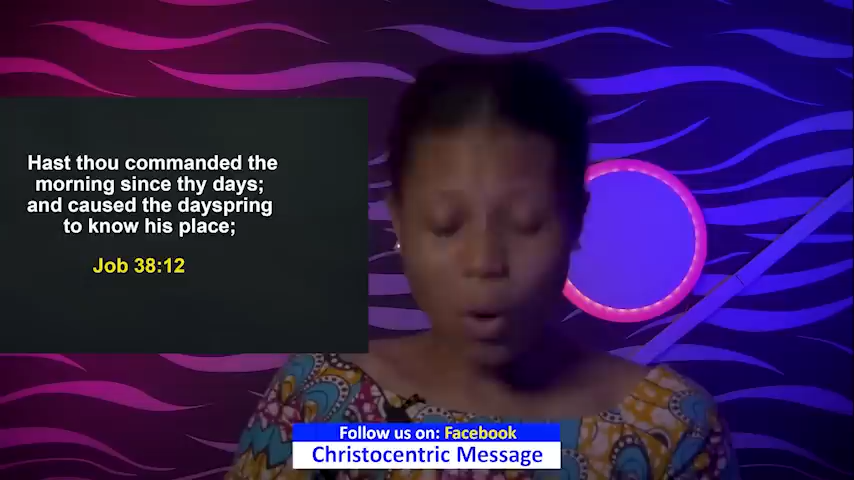 Hast thou commanded the
morning since thy days;
and caused the dayspring
to know his place;
Job 38:12
Follow us on: Facebook
Christocentric Message